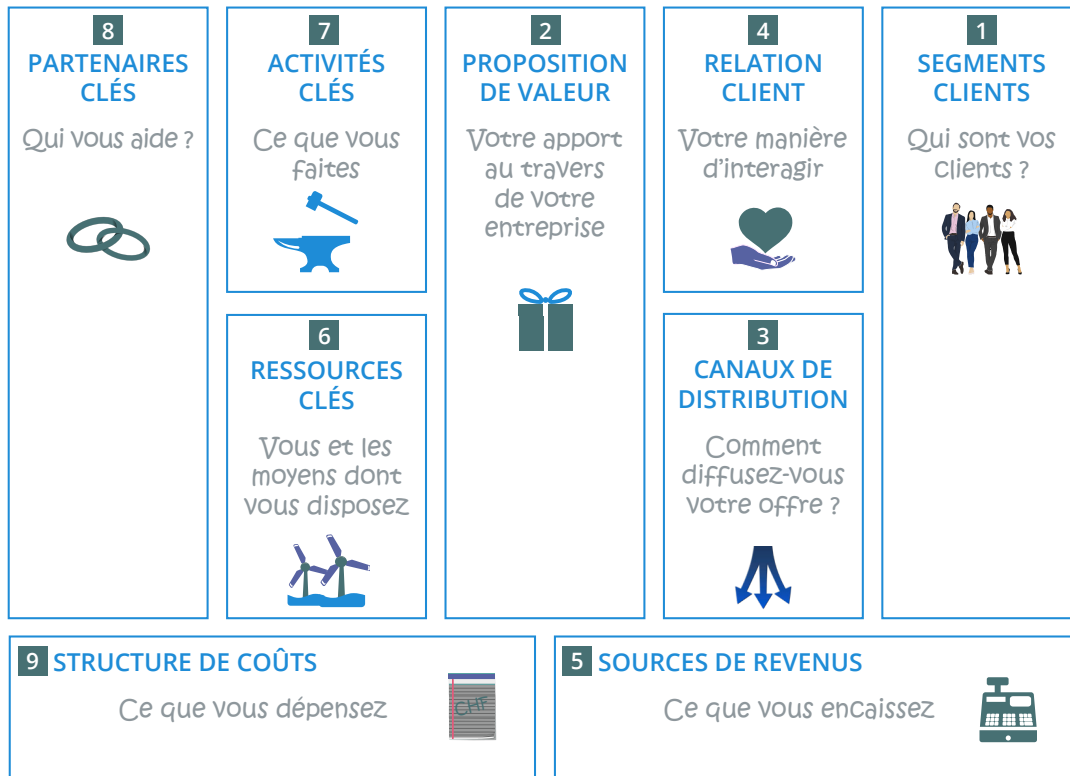 8
PARTENAIRES
CLÉS
Qui vous aide ?
7
ACTIVITÉS
CLÉS
Ce que vous
faites
6
RESSOURCES
CLÉS
Vous et les
moyens dont
vous disposez
2
PROPOSITION
DE VALEUR
Votre apport
au travers
de votre
entreprise
4
RELATION
CLIENT
Votre manière
d'interagir
3
CANAUX DE
DISTRIBUTION
Comment
diffusez-vous
votre offre ?
1
SEGMENTS
CLIENTS
Qui sont vos
clients ?
9 STRUCTURE DE COÛTS
Ce que vous dépensez
CHF
5 SOURCES DE REVENUS
Ce que vous encaissez